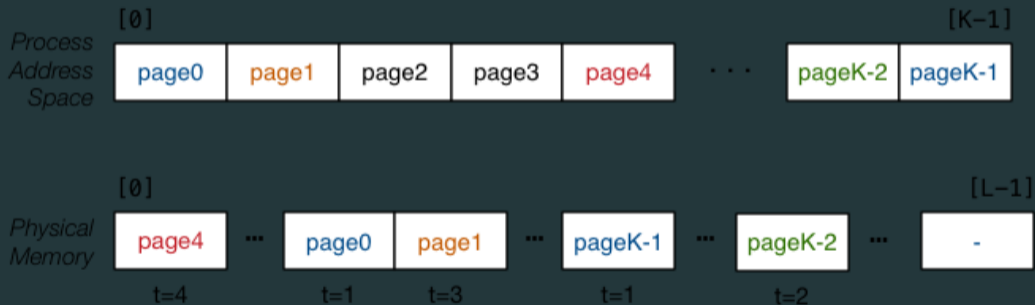 [0] [K-1]
Process
Address
Space
page0 page1 page2 page3 page4 . . . pageK-2 pageK-1
[0] [L-1]
Physical
Memory
page4 ... page0 page1 ... pageK-1 ... pageK-2 ... -
t=4 t=1 t=3 t=1 t=2